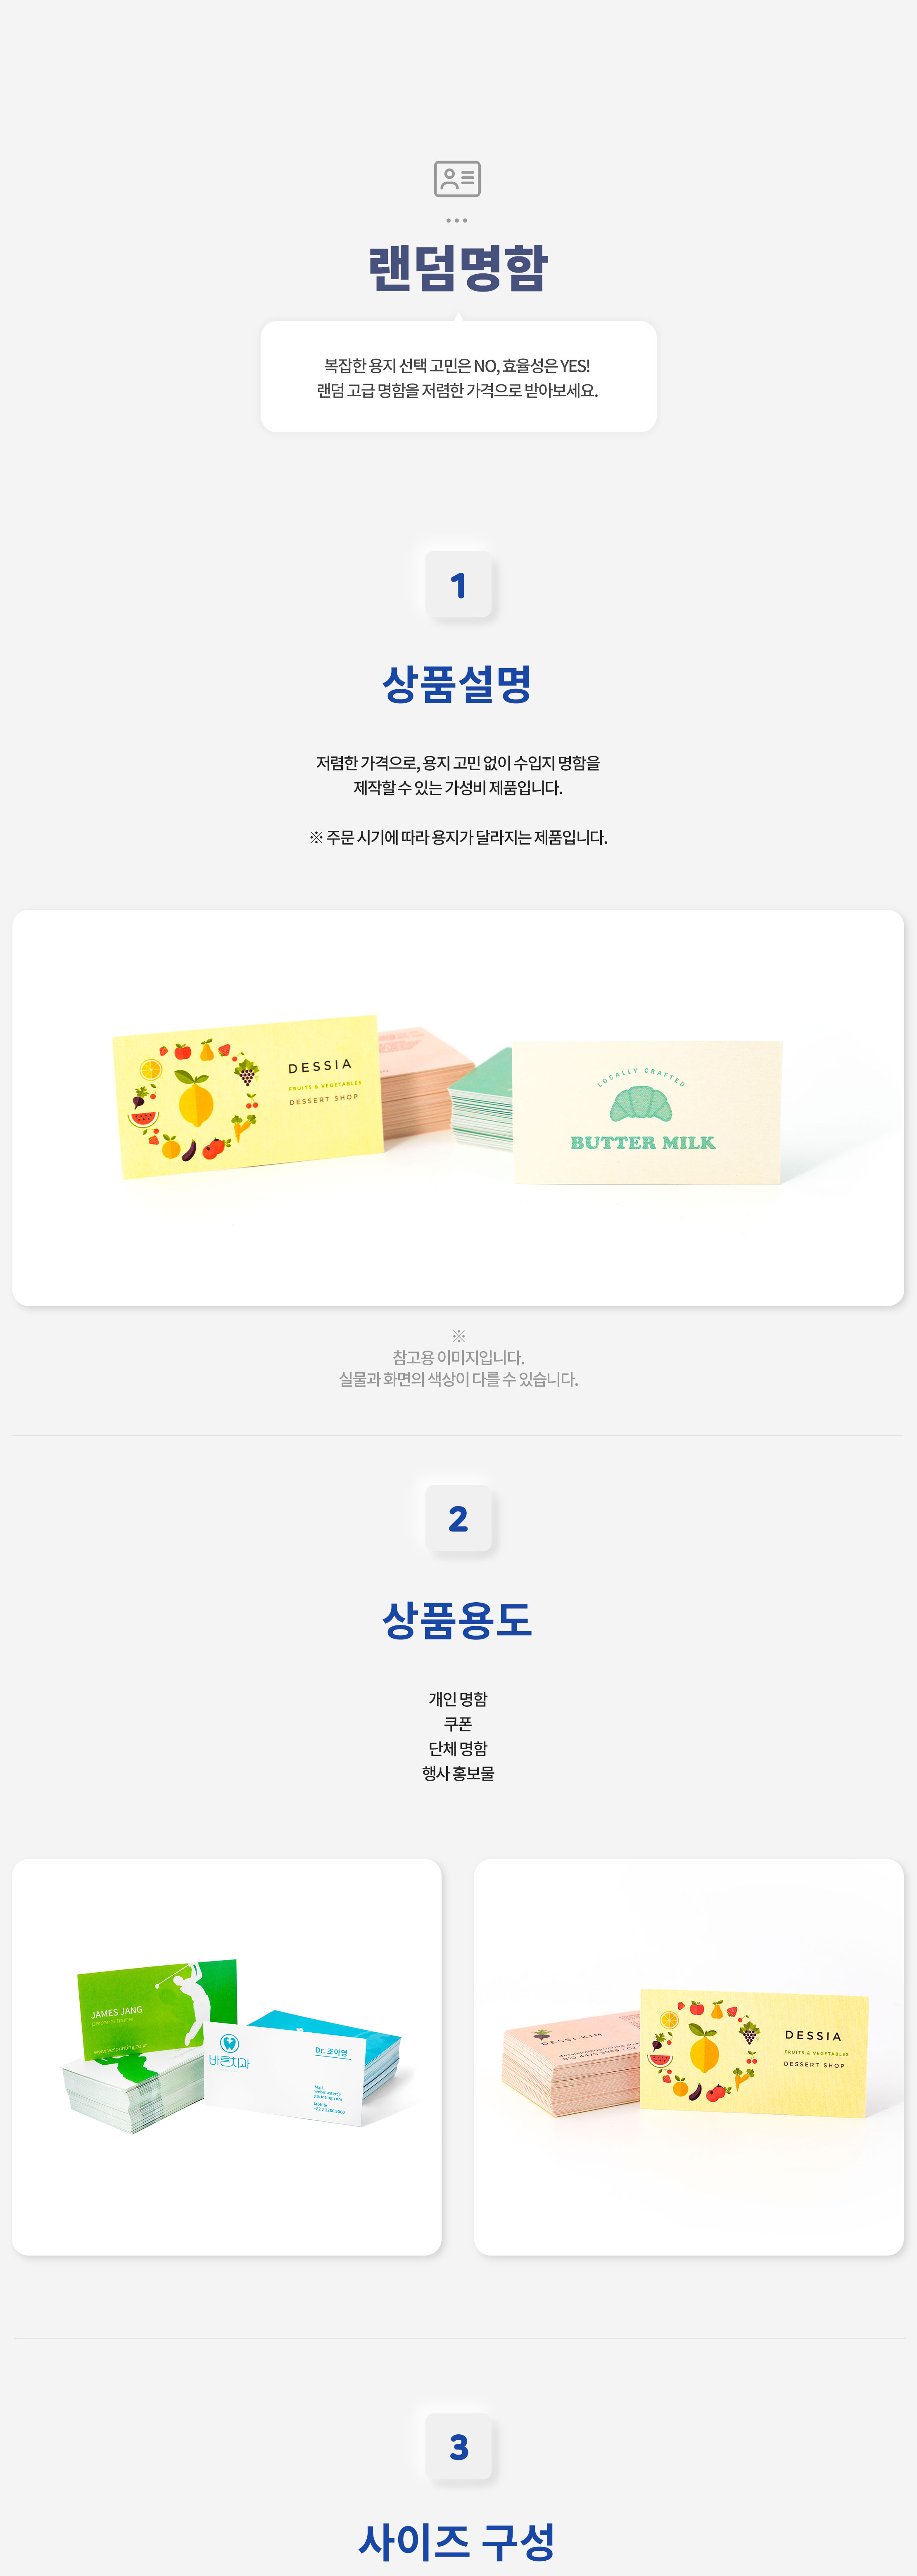 랜덤명함
복잡한 용지 선택 고민은 NO, 효율성은 YES!
랜덤 고급 명함을 저렴한 가격으로 받아보세요.
1
상품설명
저렴한 가격으로, 용지 고민 없이 수입지 명함을
제작할 수 있는 가성비 제품입니다.
※ 주문 시기에 따라 용지가 달라지는 제품입니다.
DESSIA
FRUITS & VEGETABLES
DESSERT SHOP
LOCALLY CRAFTED
BUTTER MILK
※
참고용 이미지입니다.
실물과 화면의 색상이 다를 수 있습니다.
2
상품용도
개인 명함
쿠폰
단체 명함
행사 홍보물
JAMES JANG
personal trainer
www.yesprinting.co.kr
바른치과
Dr. 조아영
Mail
Mobile
DESSI.KIM
DESSIA
FRUITS & VEGETABLES
DESSERT SHOP
3
사이즈 구성